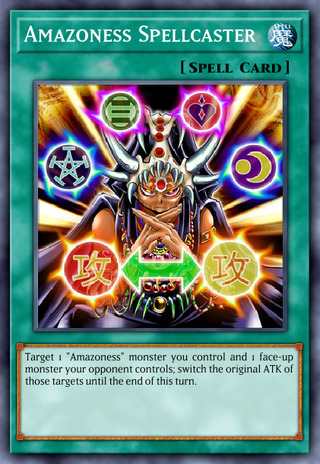 Amazoness Spellcaster
魔
[Spell Card]
攻 攻
Target 1 "Amazoness" monster you control and 1 face-up
monster your opponent controls; switch the original ATK of
those targets until the end of this turn.